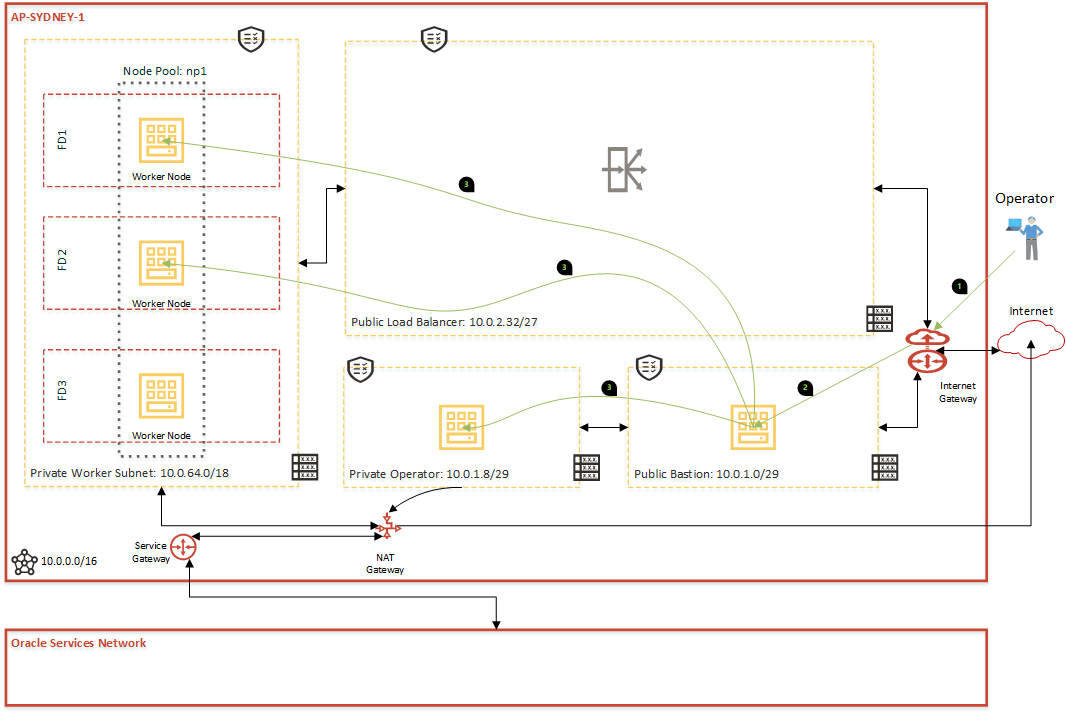 AP-SYDNEY-1
Node Pool: np1
FD1
Worker Node
3
Operator
FD2
3
1
Worker Node
Internet
Public Load Balancer: 10.0.2.32/27
FD3
3
2
Internet
Gateway
Worker Node
Private Worker Subnet: 10.0.64.0/18
Private Operator: 10.0.1.8/29
Public Bastion: 10.0.1.0/29
Service
Gateway
NAT
Gateway
10.0.0.0/16
Oracle Services Network